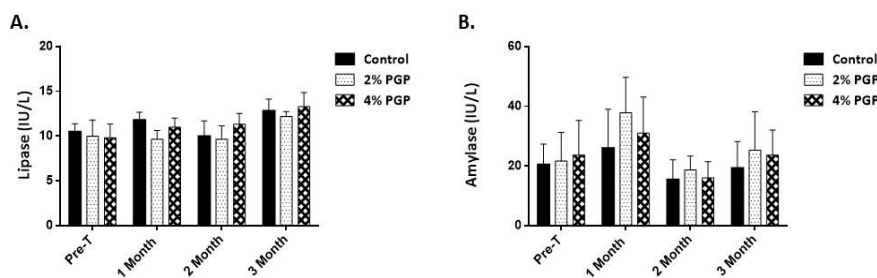 A.
Lipase (IU/L)
20
15
10
5
0
Pre-T
1 Month
2 Month
3 Month
Control
2% PGP
4% PGP
B.
Amylase (IU/L)
60
40
20
0
Pre-T
1 Month
2 Month
3 Month
Control
2% PGP
4% PGP